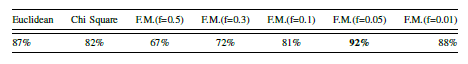 Euclidean Chi Square F.M.(f=0.5) F.M.(f=0.3) F.M.(f=0.1) F.M.(f=0.05) F.M.(f=0.01)
87% 82% 67% 72% 81% 92% 88%